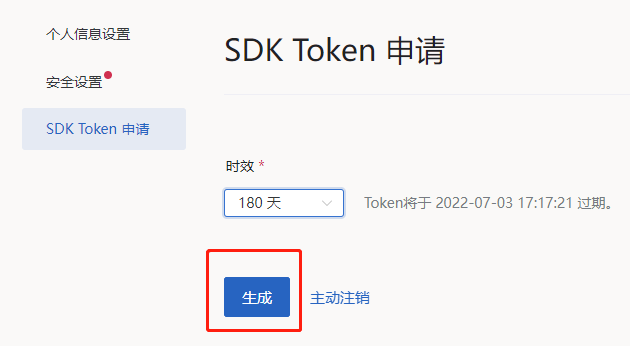 个人信息设置
安全设置
SDK Token 申请
SDK Token 申请
时效 *
180 天
Token将于 2022-07-03 17:17:21 过期。
生成
主动注销